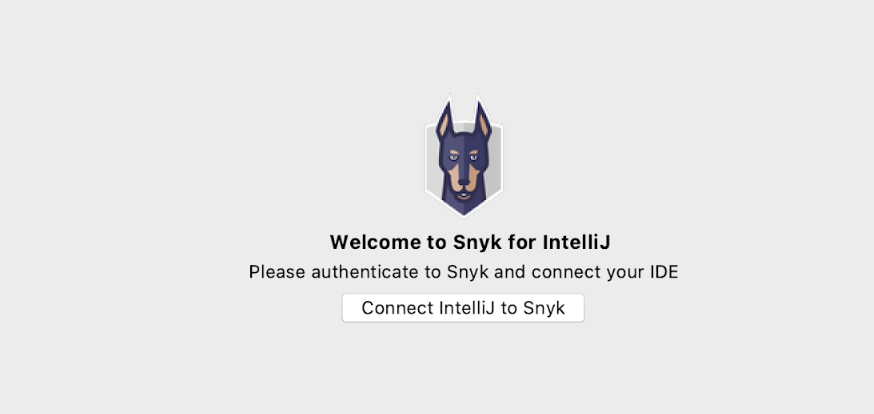 Welcome to Snyk for IntelliJ
Please authenticate to Snyk and connect your IDE
Connect IntelliJ to Snyk